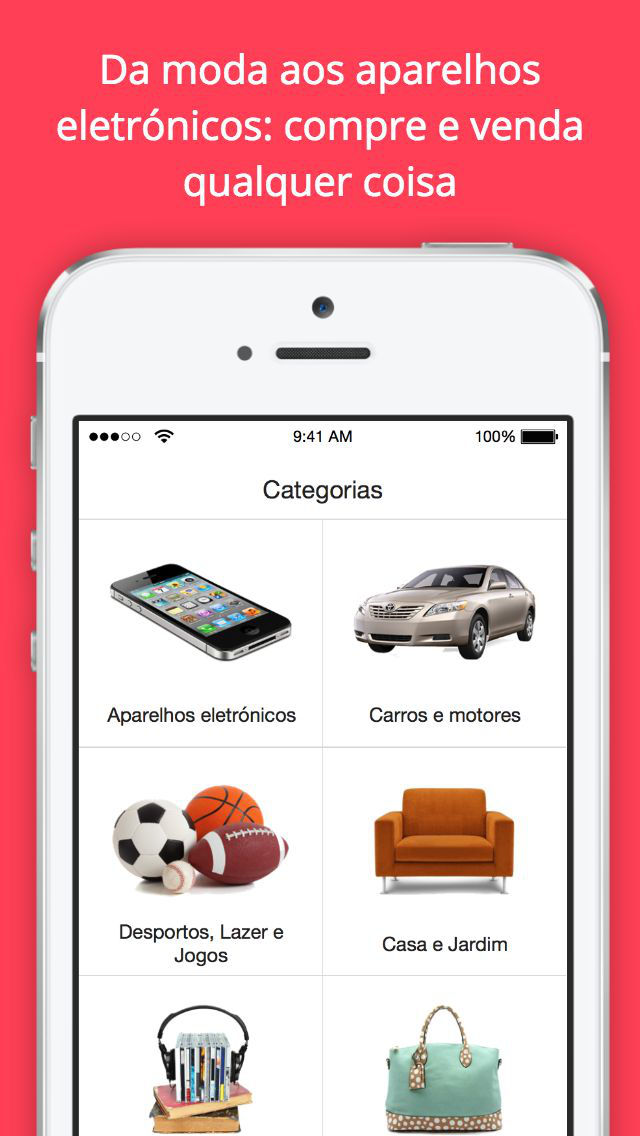 Da moda aos aparelhos
eletrónicos: compre e venda
qualquer coisa
9:41 AM
100%
Categorias
Aparelhos eletrónicos
Carros e motores
Desportos, Lazer e
Jogos
Casa e Jardim